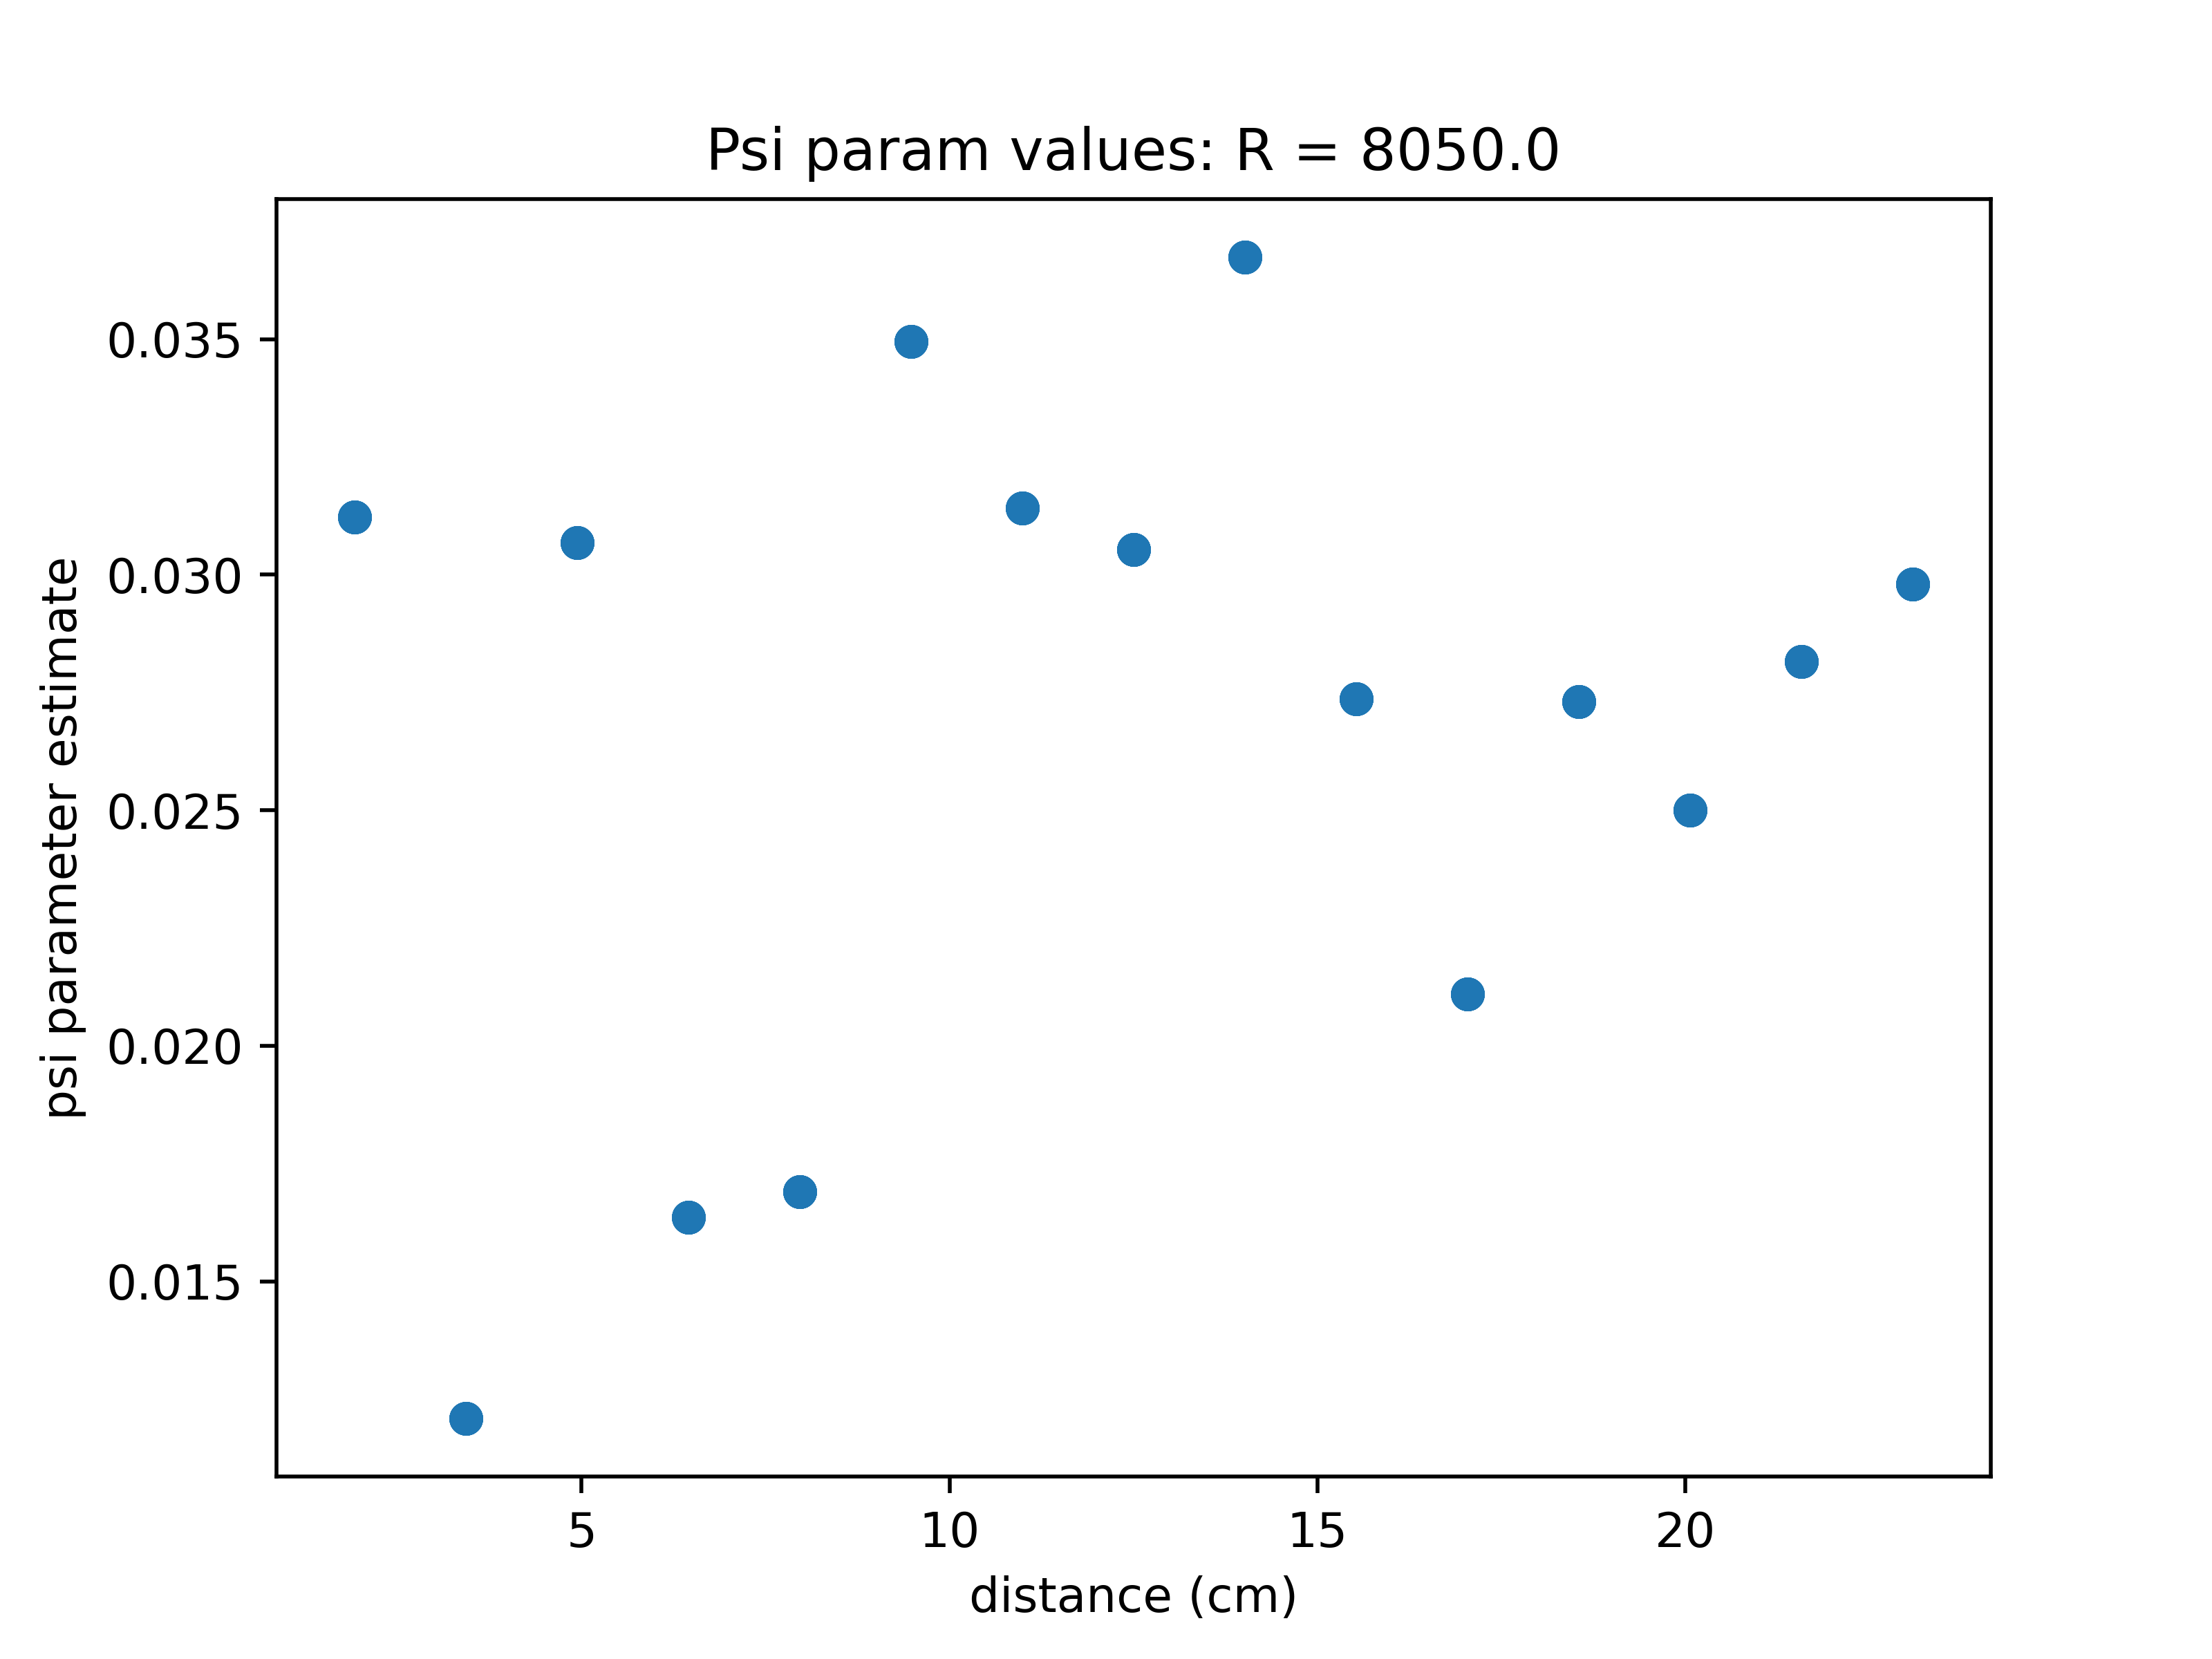 Psi param values: R = 8050.0
psi parameter estimate
0.035
0.030
0.025
0.020
0.015
5 10 15 20
distance (cm)